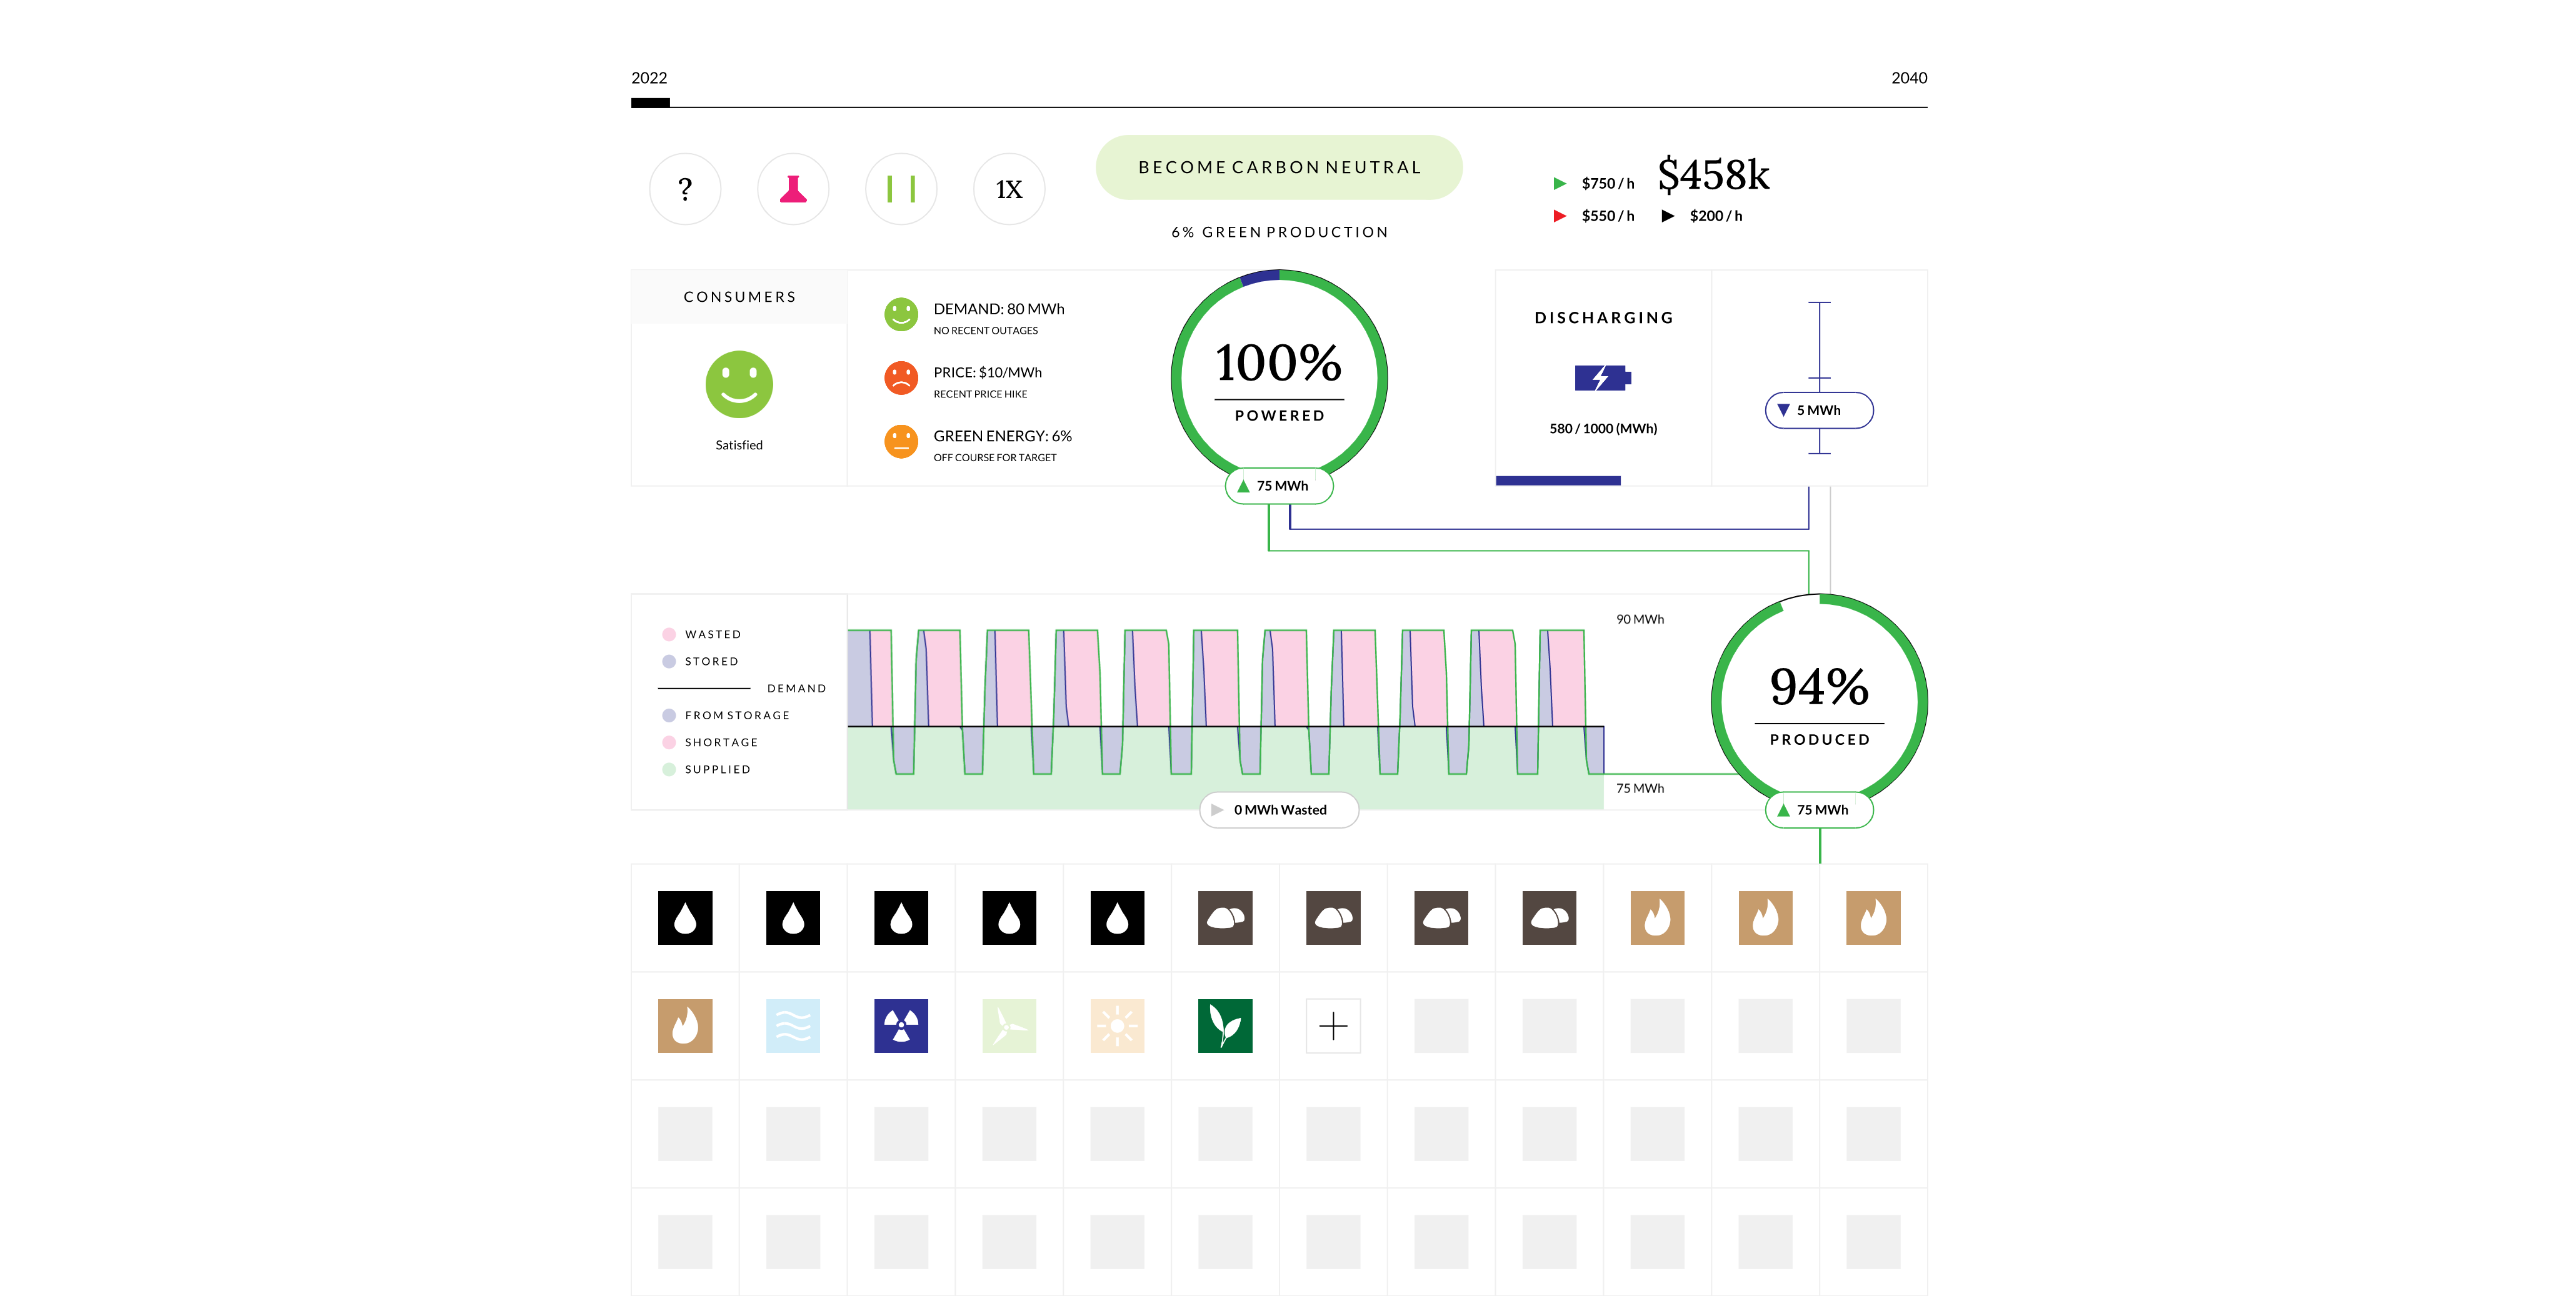 2022
2040
?
1X
BECOME CARBON NEUTRAL
6% GREEN PRODUCTION
$750 / h
$458k
$550 / h
$200 / h
CONSUMERS
Satisfied
DEMAND: 80 MWh
NO RECENT OUTAGES
PRICE: $10/MWh
RECENT PRICE HIKE
GREEN ENERGY: 6%
OFF COURSE FOR TARGET
100%
POWERED
75 MWh
DISCHARGING
580 / 1000 (MWh)
5 MWh
WASTED
STORED
DEMAND
FROM STORAGE
SHORTAGE
SUPPLIED
90 MWh
75 MWh
0 MWh Wasted
94%
PRODUCED
75 MWh